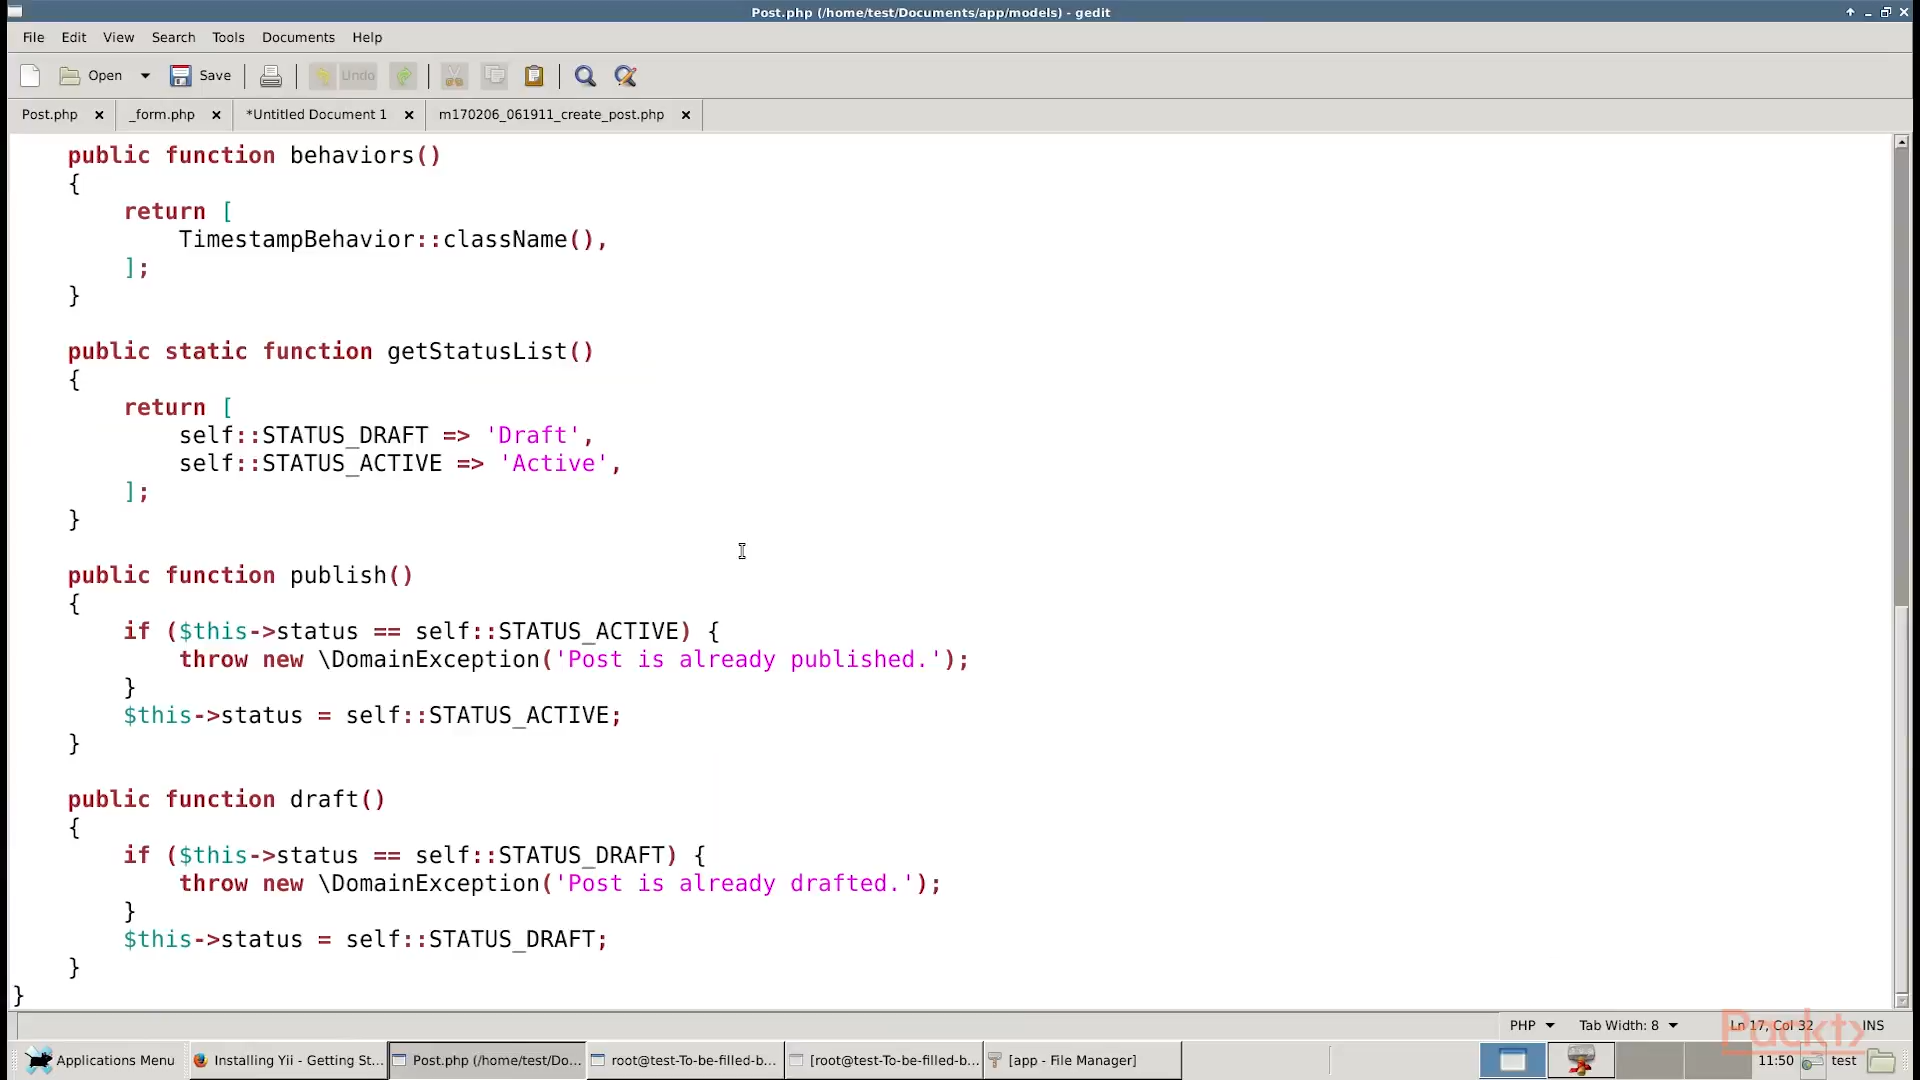 Post.php (/home/test/Documents/app/models) - gedit
File Edit View Search Tools Documents Help
Open Save Undo
Post.php _form.php *Untitled Document 1 m170206_061911_create_post.php
public function behaviors()
{
return [
TimestampBehavior::className(),
];
}
public static function getStatusList()
{
return [
self::STATUS_DRAFT => 'Draft',
self::STATUS_ACTIVE => 'Active',
];
}
public function publish()
{
if ($this->status == self::STATUS_ACTIVE) {
throw new \DomainException('Post is already published.');
}
$this->status = self::STATUS_ACTIVE;
}
public function draft()
{
if ($this->status == self::STATUS_DRAFT) {
throw new \DomainException('Post is already drafted.');
}
$this->status = self::STATUS_DRAFT;
}
}
PHP Tab Width: 8 Ln 17, Col 32 INS
Packt>
Applications Menu Installing Yii - Getting St... Post.php (/home/test/Do... root@test-To-be-filled-b... [root@test-To-be-filled-b... [app - File Manager] 11:50 test